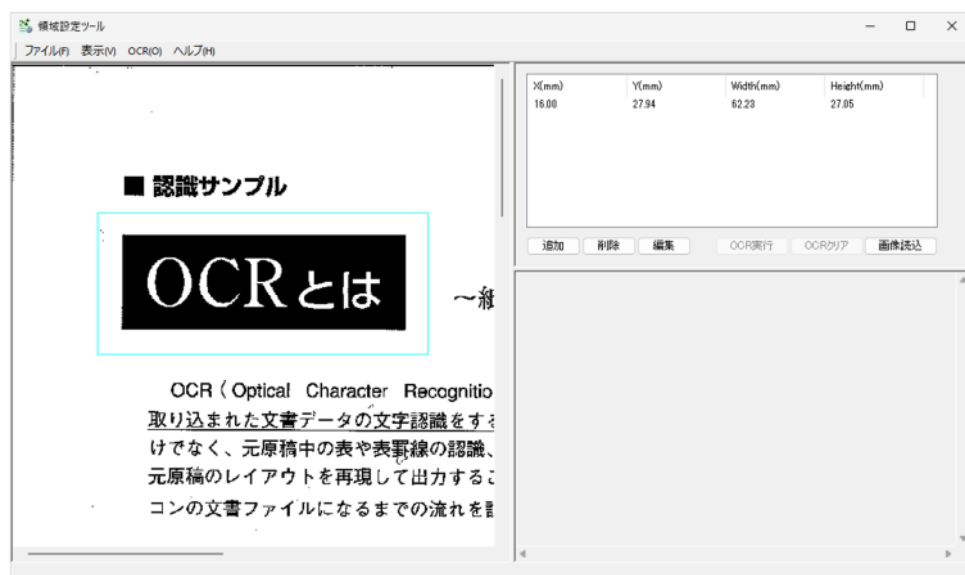 領域設定ツール
ファイル(F) 表示(V) OCR(O) ヘルプ(H)
X(mm) Y(mm) Width(mm) Height(mm)
16.00 27.94 62.23 27.05
追加 削除 編集 OCR実行 OCRクリア 画像読込
■ 認識サンプル
OCRとは
～紙
OCR ( Optical Character Recognitio
取り込まれた文書データの文字認識をする
けでなく、元原稿中の表や表罫線の認識、
元原稿のレイアウトを再現して出力するこ
コンの文書ファイルになるまでの流れを